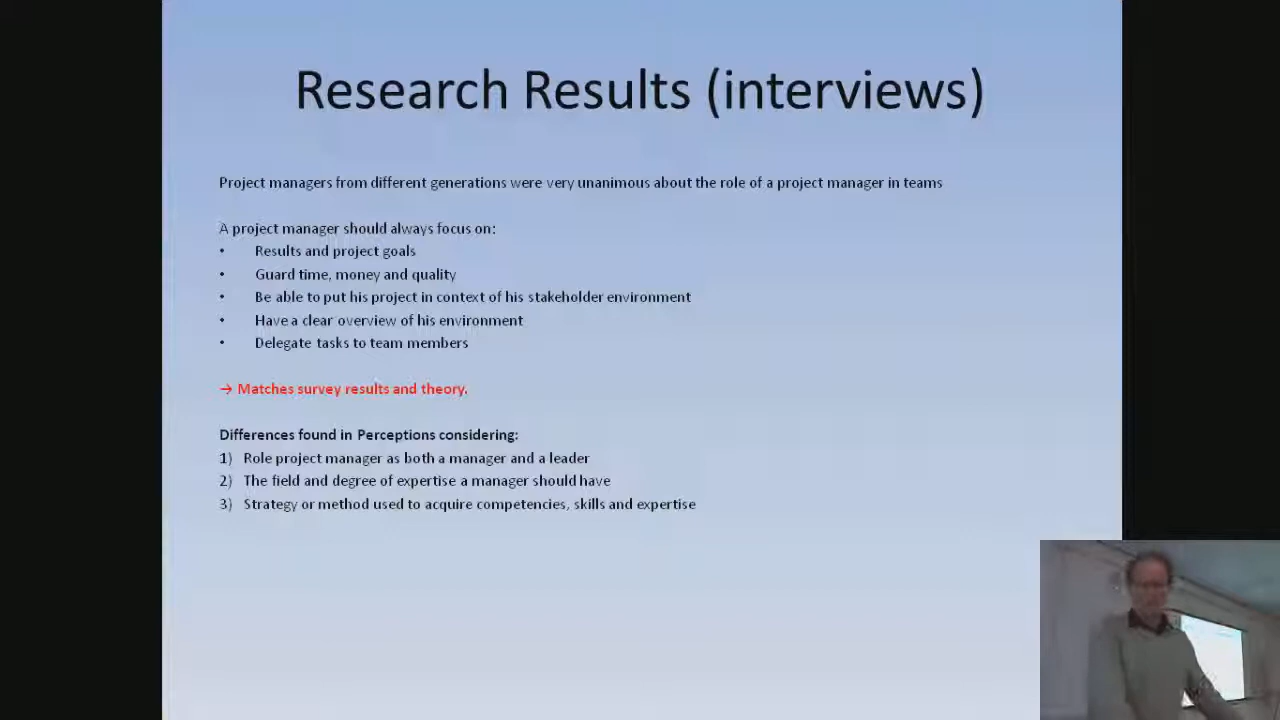 Research Results (interviews)
Project managers from different generations were very unanimous about the role of a project manager in teams
A project manager should always focus on:
• Results and project goals
• Guard time, money and quality
• Be able to put his project in context of his stakeholder environment
• Have a clear overview of his environment
• Delegate tasks to team members
→ Matches survey results and theory.
Differences found in Perceptions considering:
1) Role project manager as both a manager and a leader
2) The field and degree of expertise a manager should have
3) Strategy or method used to acquire competencies, skills and expertise